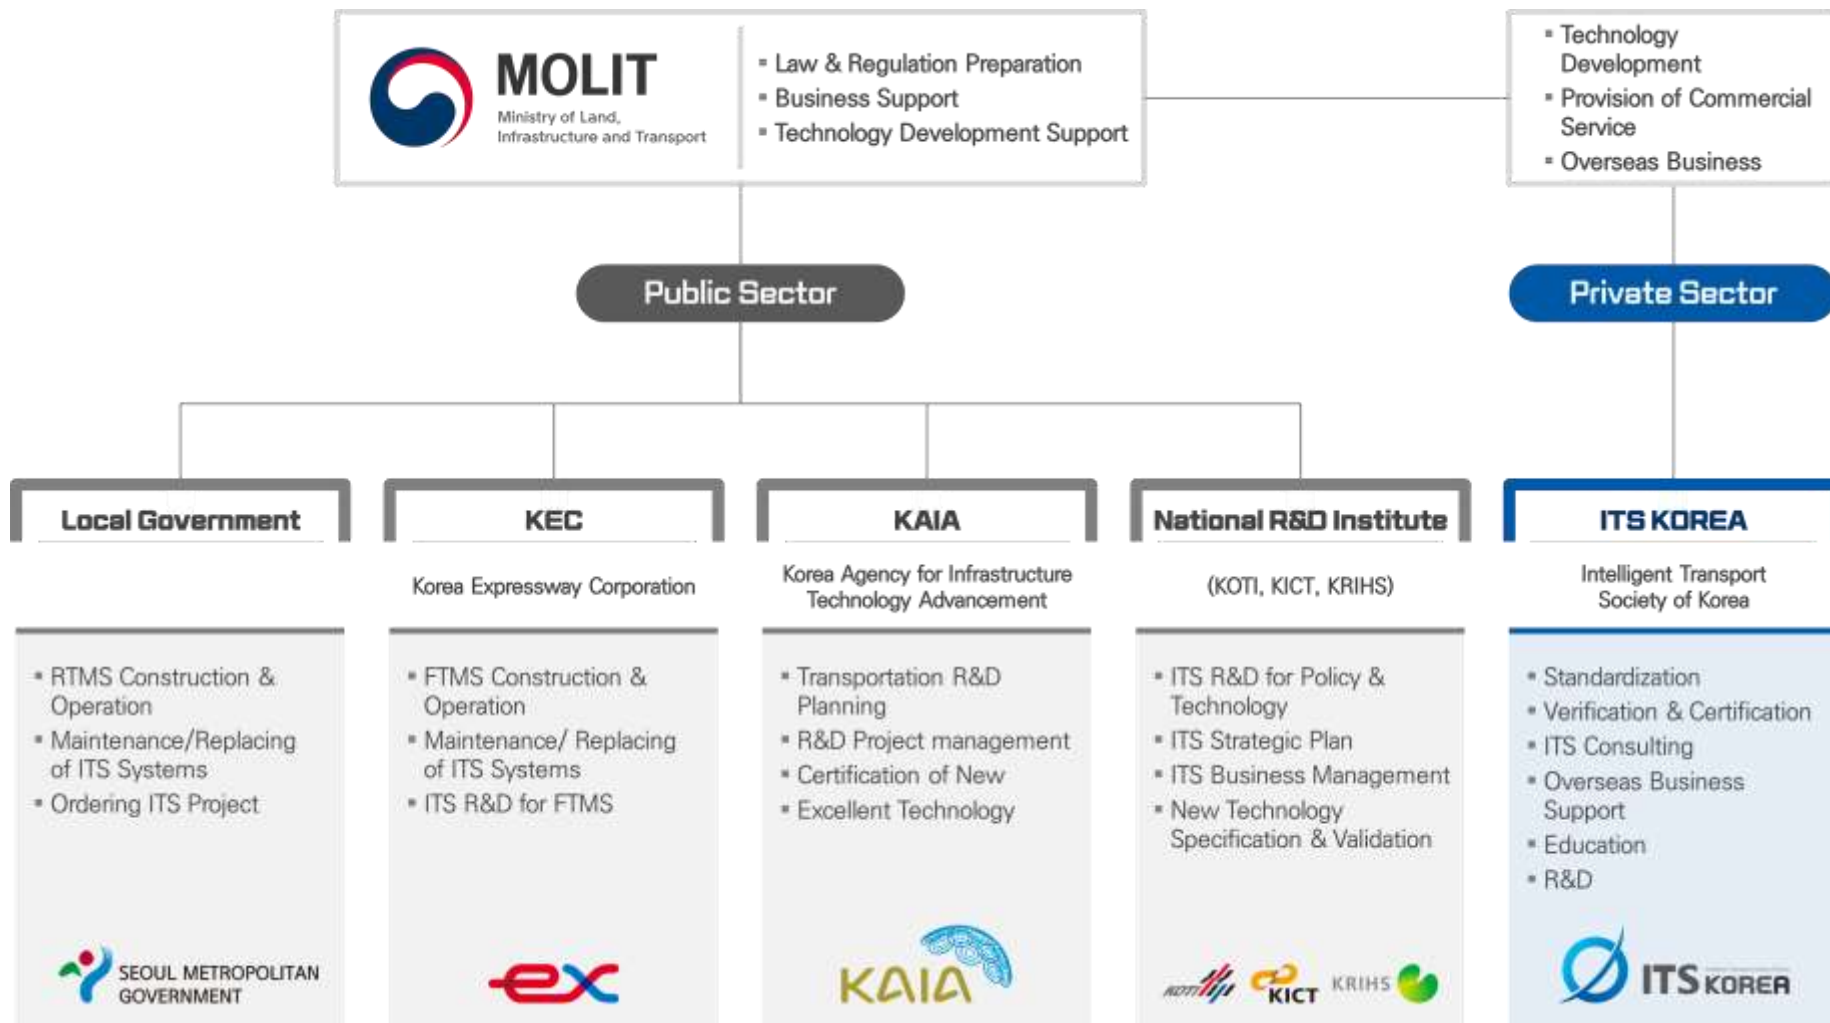 MOLIT
Ministry of Land,
Infrastructure and Transport
▪ Law & Regulation Preparation
▪ Business Support
▪ Technology Development Support
▪ Technology
Development
▪ Provision of Commercial
Service
▪ Overseas Business
Public Sector
Private Sector
Local Government
▪ RTMS Construction &
Operation
▪ Maintenance/Replacing
of ITS Systems
▪ Ordering ITS Project
SEOUL METROPOLITAN
GOVERNMENT
KEC
Korea Expressway Corporation
▪ FTMS Construction &
Operation
▪ Maintenance/ Replacing
of ITS Systems
▪ ITS R&D for FTMS
ex
KAIA
Korea Agency for Infrastructure
Technology Advancement
▪ Transportation R&D
Planning
▪ R&D Project management
▪ Certification of New
▪ Excellent Technology
KAIA
National R&D Institute
(KOTI, KICT, KRIHS)
▪ ITS R&D for Policy &
Technology
▪ ITS Strategic Plan
▪ ITS Business Management
▪ New Technology
Specification & Validation
KOTI
KICT
KRIHS
ITS KOREA
Intelligent Transport
Society of Korea
▪ Standardization
▪ Verification & Certification
▪ ITS Consulting
▪ Overseas Business
Support
▪ Education
▪ R&D
ITS KOREA